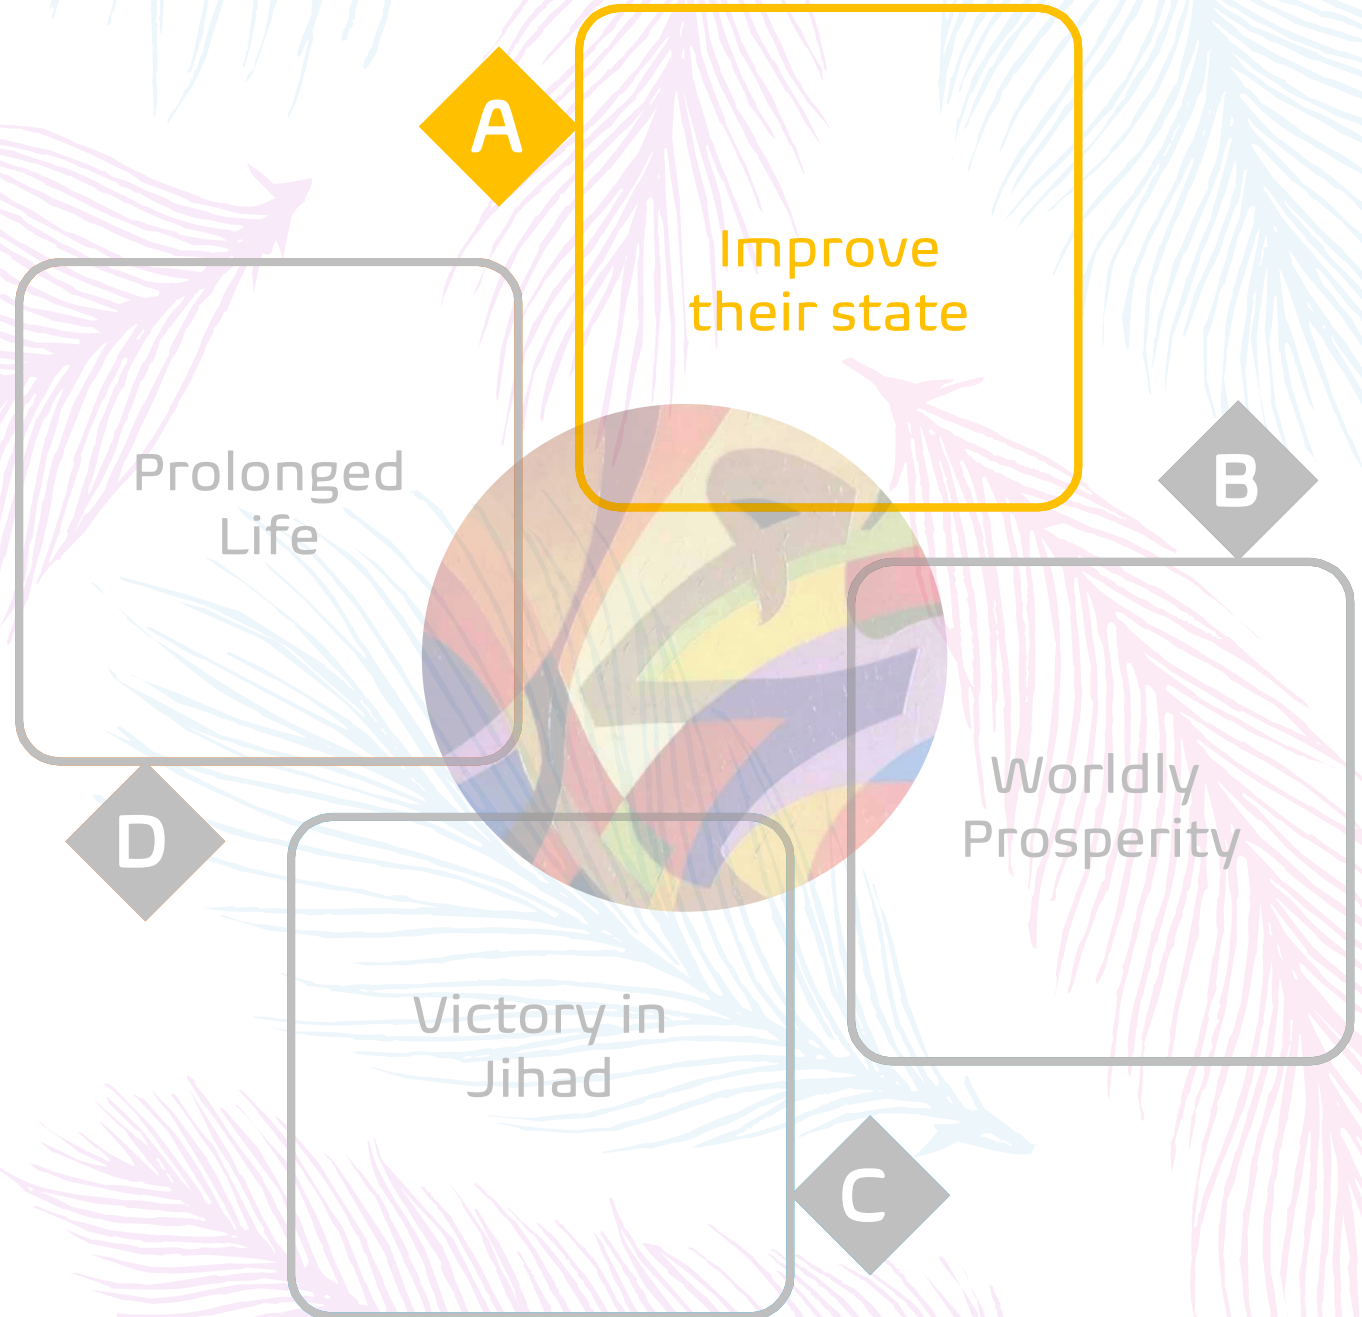 A
Improve
their state
B
Worldly
Prosperity
C
Victory in
Jihad
D
Prolonged
Life